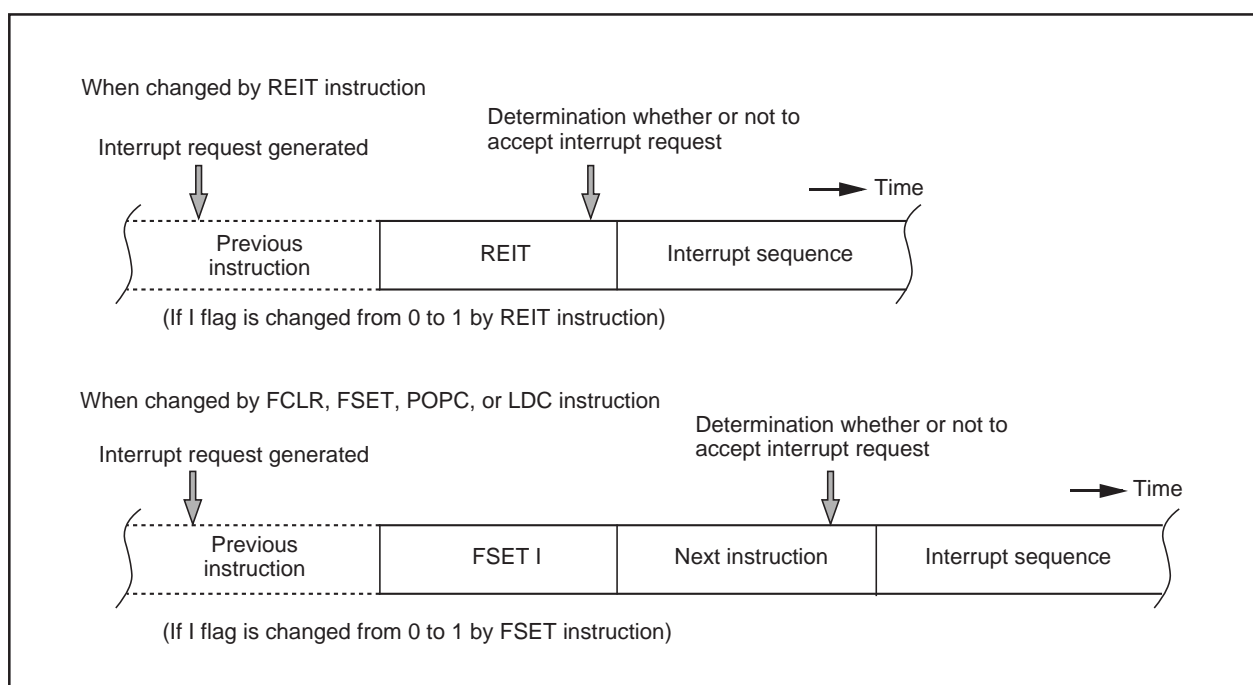 When changed by REIT instruction
Determination whether or not to
accept interrupt request
Interrupt request generated
Time
Previous
instruction
REIT
Interrupt sequence
(If I flag is changed from 0 to 1 by REIT instruction)
When changed by FCLR, FSET, POPC, or LDC instruction
Determination whether or not to
accept interrupt request
Interrupt request generated
Time
Previous
instruction
FSET I
Next instruction
Interrupt sequence
(If I flag is changed from 0 to 1 by FSET instruction)